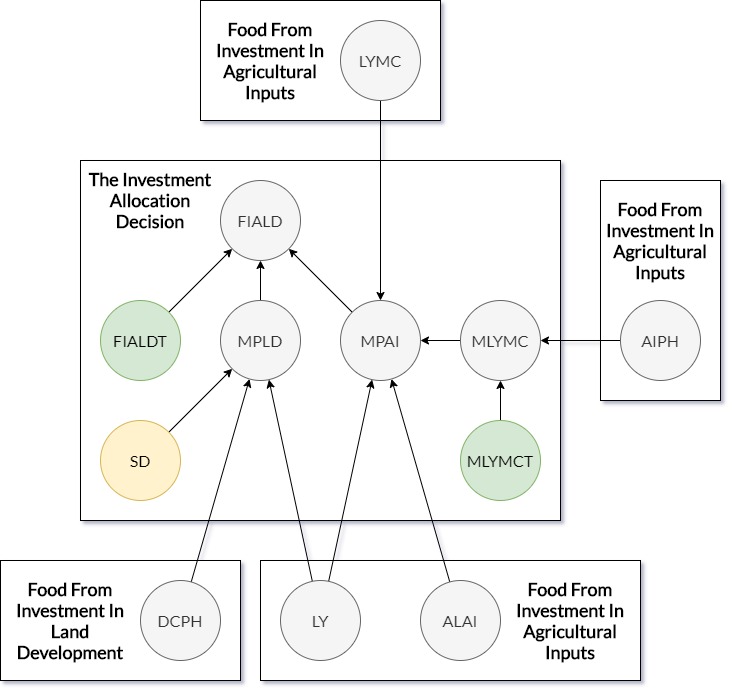 Food From
Investment In
Agricultural
Inputs
LYMC
The Investment
Allocation
Decision
FIALD
Food From
Investment In
Agricultural
Inputs
FIALDT
MPLD
MPAI
MLYMC
AIPH
SD
MLYMCT
Food From
Investment In
Land
Development
DCPH
LY
ALAI
Food From
Investment In
Agricultural
Inputs